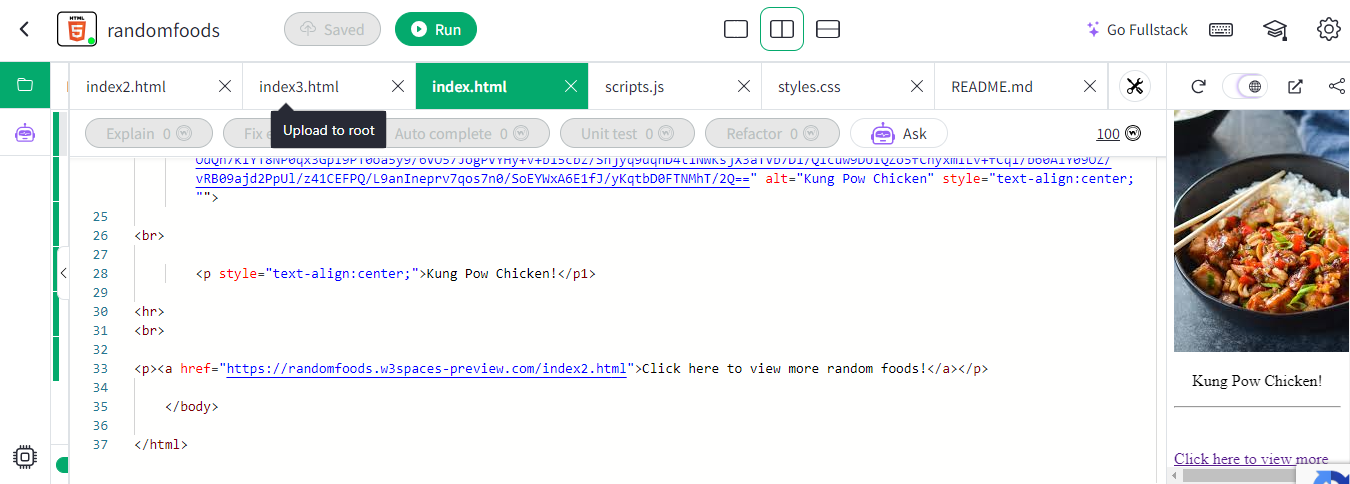 HTML
randomfoods
Saved
Run
Go Fullstack
index2.html
index3.html
index.html
scripts.js
styles.css
README.md
Explain 0
Fix
Auto complete 0
Unit test 0
Refactor 0
Ask
100
Upload to root
vRB09ajd2PpUl/z41CEFPQ/L9anIneprv7qos7n0/SoEYWxA6E1fJ/yKqtbD0FTNMhT/2Q==" alt="Kung Pow Chicken" style="text-align:center;
"">
25
26 <br>
27
28 <p style="text-align:center;">Kung Pow Chicken!</p1>
29
30 <hr>
31 <br>
32
33 <p><a href="https://randomfoods.w3spaces-preview.com/index2.html">Click here to view more random foods!</a></p>
34
35 </body>
36
37 </html>
Kung Pow Chicken!
Click here to view more